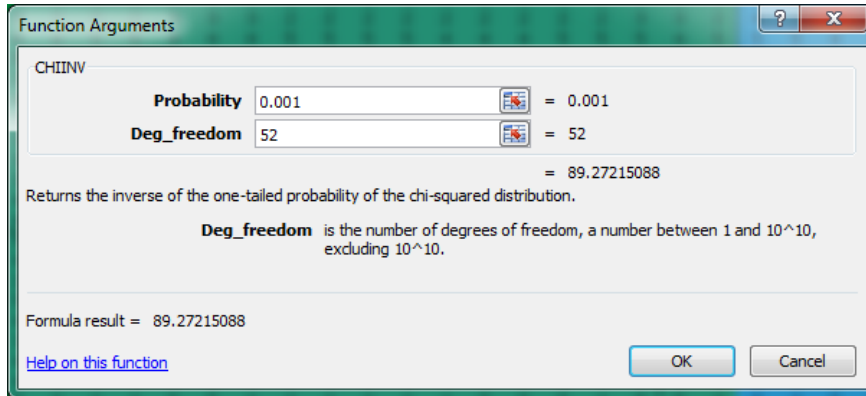 Function Arguments
CHIINV
Probability 0.001 = 0.001
Deg_freedom 52 = 52
= 89.27215088
Returns the inverse of the one-tailed probability of the chi-squared distribution.
Deg_freedom is the number of degrees of freedom, a number between 1 and 10^10,
excluding 10^10.
Formula result = 89.27215088
Help on this function
OK Cancel